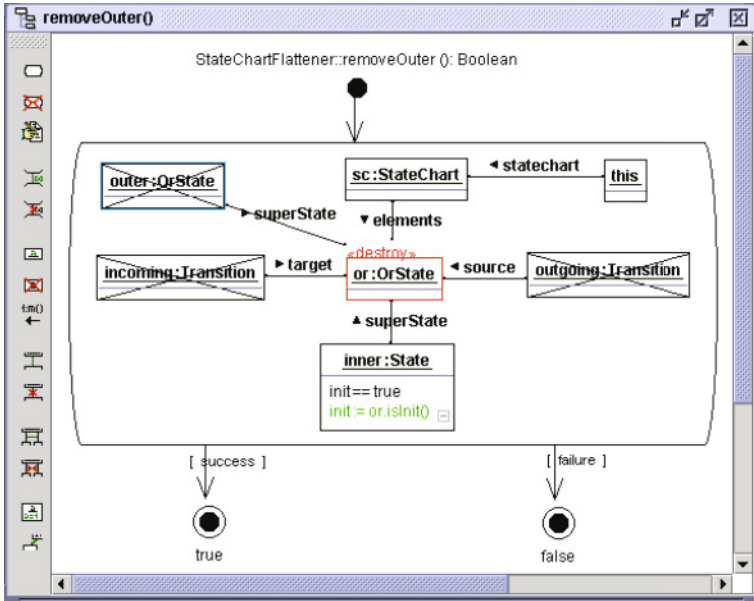 removeOuter()
StateChartFlattener::removeOuter (): Boolean
outer:OrState
sc:StateChart
statechart
this
superState
elements
«destroy»
incoming:Transition
target
or:OrState
source
outgoing:Transition
superState
inner:State
init== true
init:= or.isInit()
[ success ]
[ failure ]
true
false